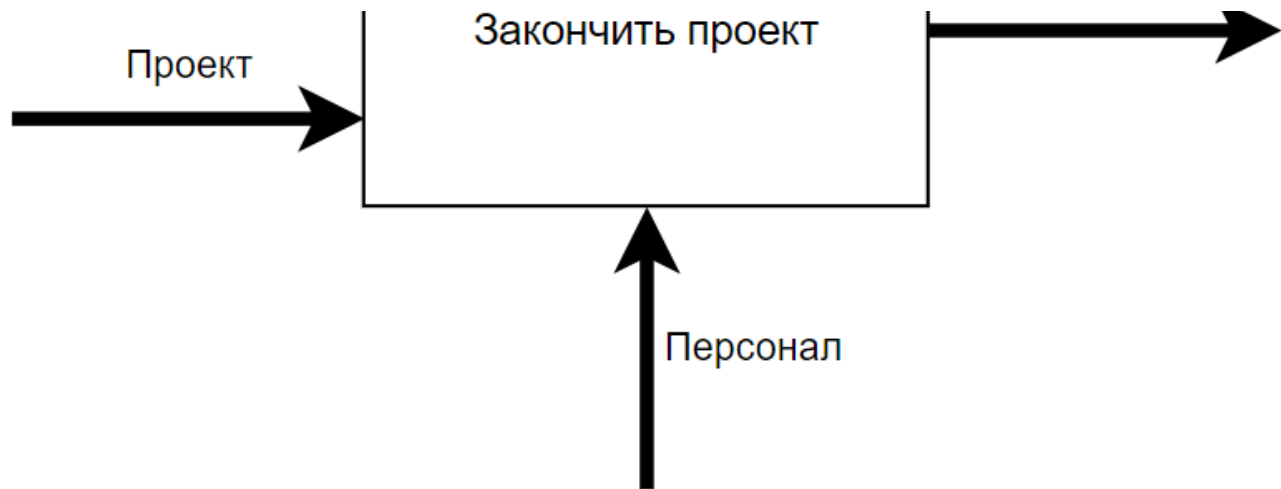 Закончить проект
Проект
Персонал